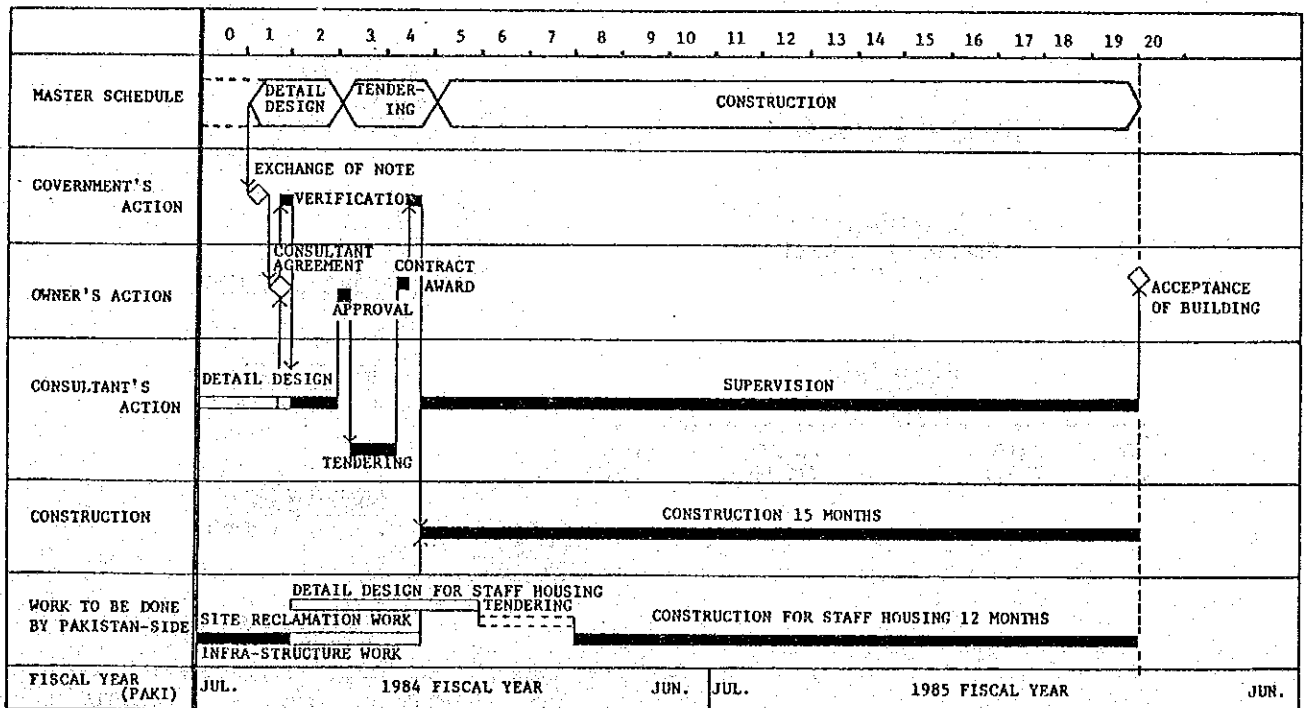 0 1 2 3 4 5 6 7 8 9 10 11 12 13 14 15 16 17 18 19 20
MASTER SCHEDULE
DETAIL
DESIGN
TENDER-
ING
CONSTRUCTION
GOVERNMENT'S
ACTION
EXCHANGE OF NOTE
VERIFICATION
OWNER'S ACTION
CONSULTANT
AGREEMENT
APPROVAL
CONTRACT
AWARD
ACCEPTANCE
OF BUILDING
CONSULTANT'S
ACTION
DETAIL DESIGN
TENDERING
SUPERVISION
CONSTRUCTION
CONSTRUCTION 15 MONTHS
WORK TO BE DONE
BY PAKISTAN-SIDE
DETAIL DESIGN FOR STAFF HOUSING
TENDERING
SITE RECLAMATION WORK
INFRA-STRUCTURE WORK
CONSTRUCTION FOR STAFF HOUSING 12 MONTHS
FISCAL YEAR
(PAKI)
JUL. 1984 FISCAL YEAR JUN. JUL. 1985 FISCAL YEAR JUN.